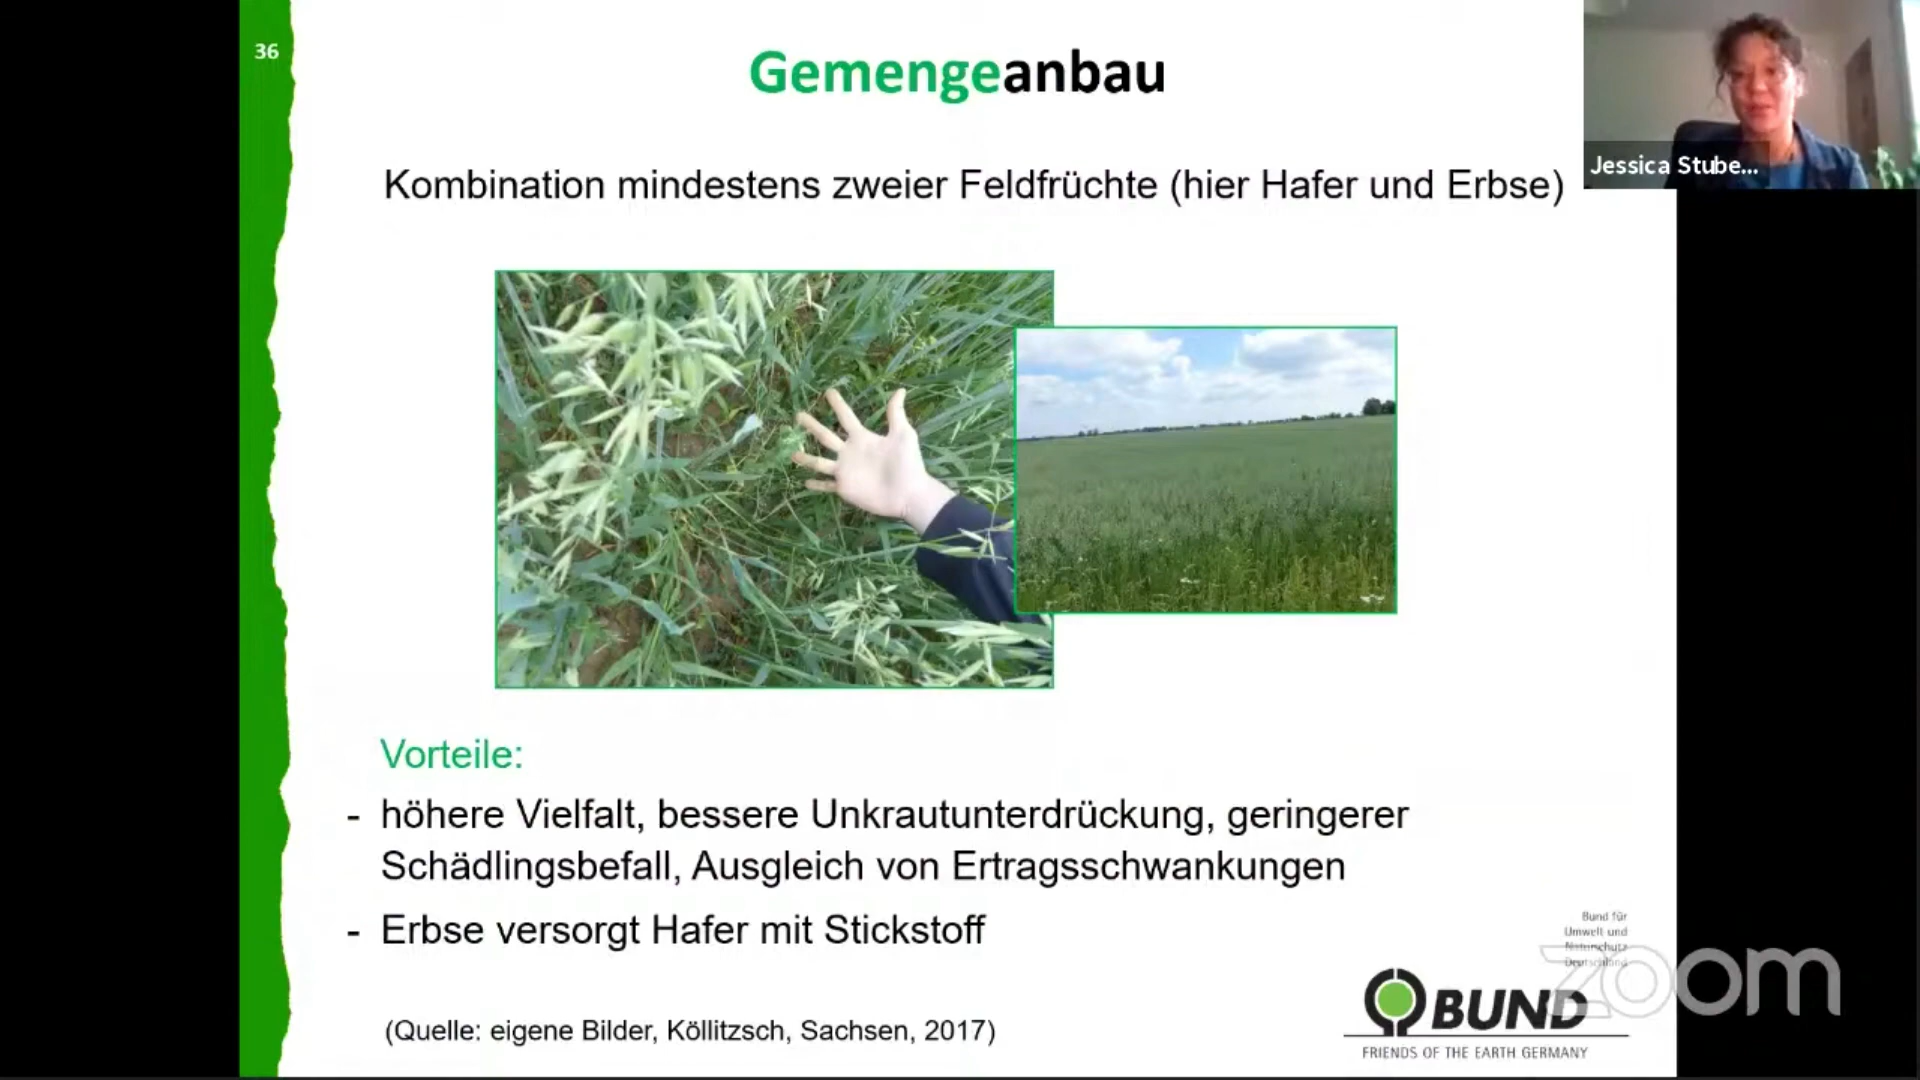 36
Gemengeanbau
Jessica Stube...
Kombination mindestens zweier Feldfrüchte (hier Hafer und Erbse)
Vorteile:
- höhere Vielfalt, bessere Unkrautunterdrückung, geringerer
Schädlingsbefall, Ausgleich von Ertragsschwankungen
- Erbse versorgt Hafer mit Stickstoff
(Quelle: eigene Bilder, Köllitzsch, Sachsen, 2017)
Bund für
Umwelt und
Naturschutz
Deutschland
BUND
FRIENDS OF THE EARTH GERMANY
zoom